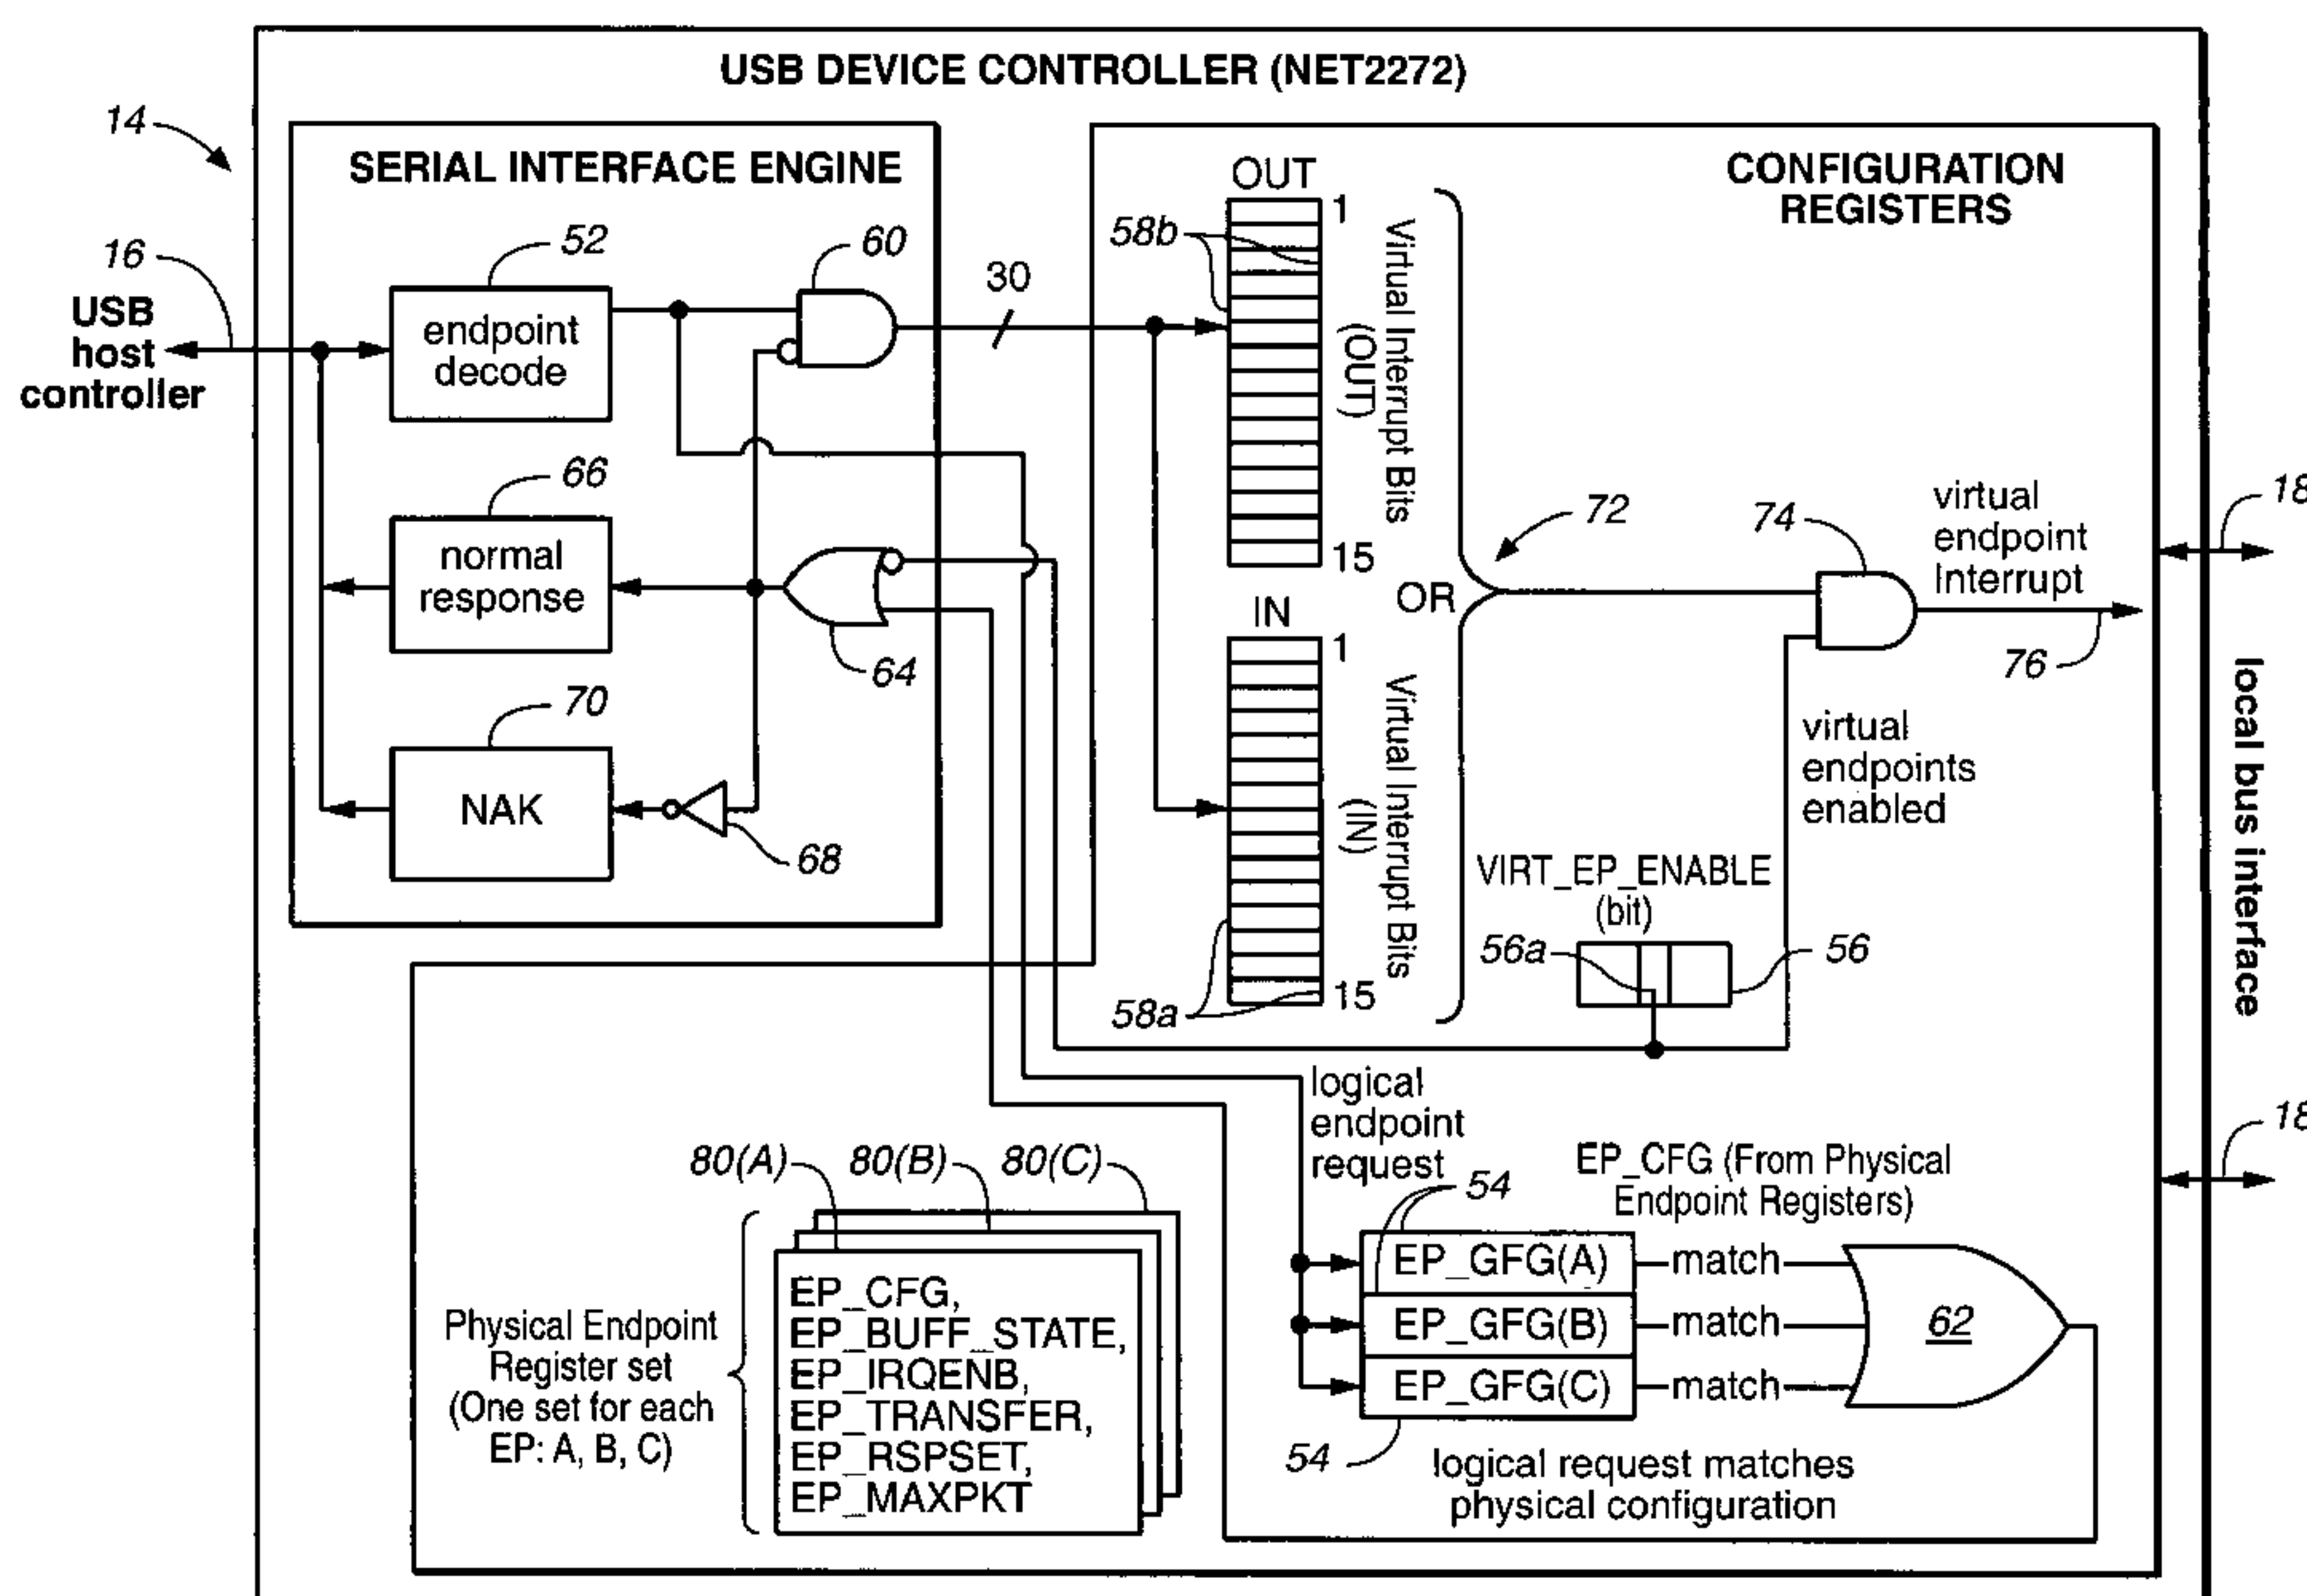 USB DEVICE CONTROLLER (NET2272)
14
SERIAL INTERFACE ENGINE
CONFIGURATION
REGISTERS
16
USB
host
controller
52
endpoint
decode
60
30
66
normal
response
64
70
NAK
68
OUT
1
58b
Virtual Interrupt Bits
(OUT)
15
IN
1
Virtual Interrupt Bits
(IN)
58a
15
OR
72
74
virtual
endpoint
Interrupt
76
virtual
endpoints
enabled
VIRT_EP_ENABLE
(bit)
56a
56
18
local bus interface
18
logical
endpoint
request
80(A)
80(B)
80(C)
Physical Endpoint
Register set
(One set for each
EP: A, B, C)
EP_CFG,
EP_BUFF_STATE,
EP_IRQENB,
EP_TRANSFER,
EP_RSPSET,
EP_MAXPKT
54
EP_CFG (From Physical
Endpoint Registers)
EP_GFG(A)
match
EP_GFG(B)
match
EP_GFG(C)
match
62
54
logical request matches
physical configuration